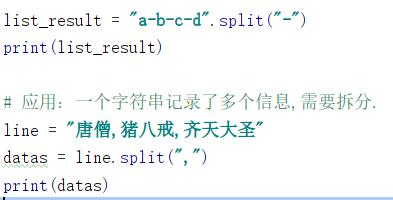 list_result = "a-b-c-d".split("-")
print(list_result)
# 应用：一个字符串记录了多个信息,需要拆分.
line = "唐僧,猪八戒,齐天大圣"
datas = line.split(",")
print(datas)